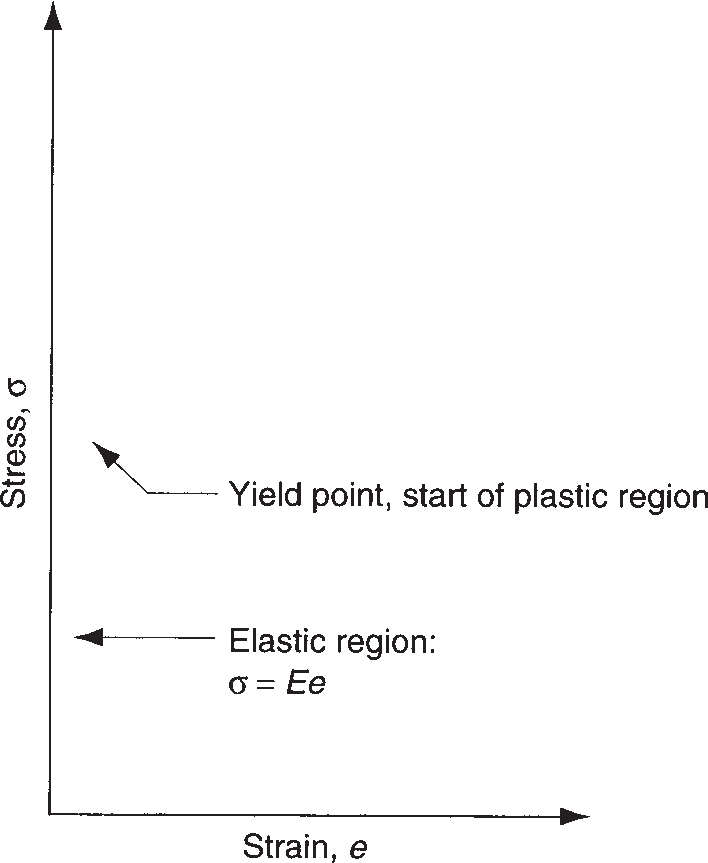 Stress, σ
Yield point, start of plastic region
Elastic region:
σ = Ee
Strain, e